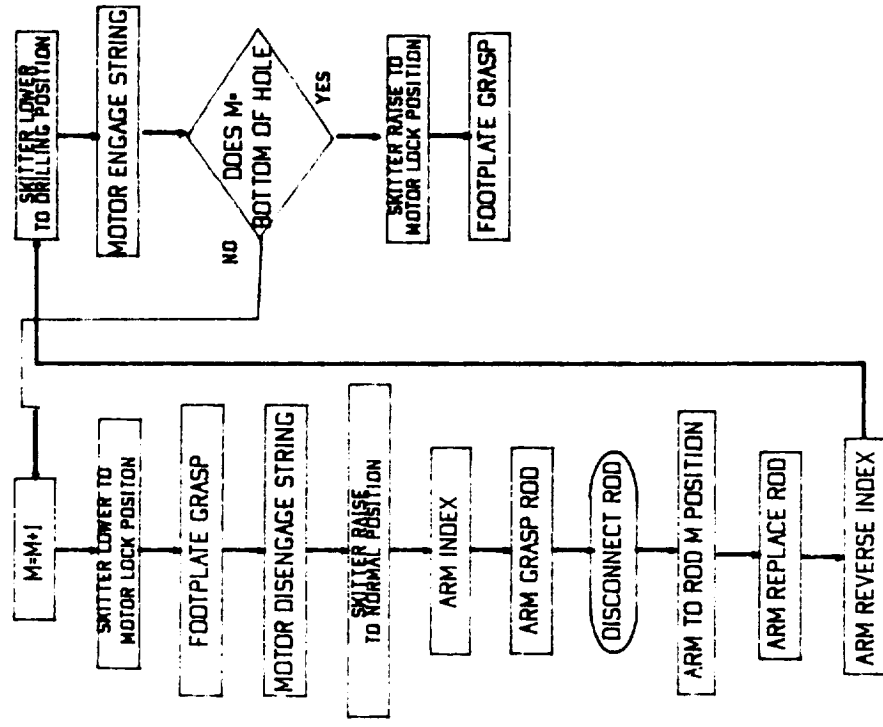 M=M+1
SKITTER LOWER TO
MOTOR LOCK POSITON
FOOTPLATE GRASP
MOTOR DISENGAGE STRING
SKITTER RAISE
TO NORMAL POSITION
ARM INDEX
ARM GRASP ROD
DISCONNECT ROD
ARM TO ROD M POSITION
ARM REPLACE ROD
ARM REVERSE INDEX
SKITTER LOWER
TO DRILLING POSITION
MOTOR ENGAGE STRING
DOES M=
BOTTOM OF HOLE
NO
YES
SKITTER RAISE TO
MOTOR LOCK POSITION
FOOTPLATE GRASP